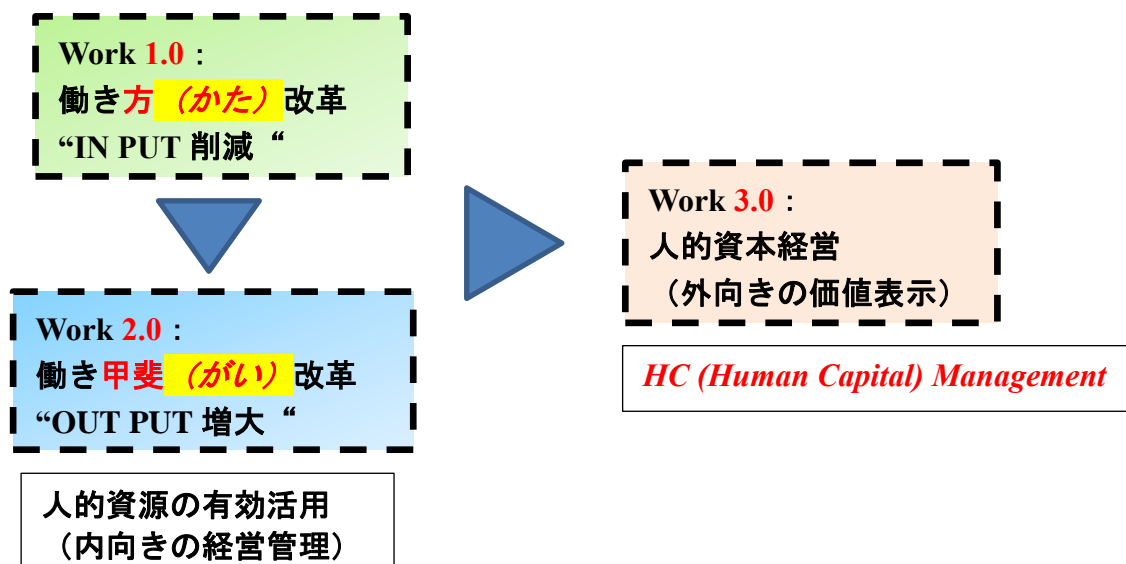 Work 1.0：
働き方（かた）改革
“IN PUT 削減“
Work 2.0：
働き甲斐（がい）改革
“OUT PUT 増大“
人的資源の有効活用
（内向きの経営管理）
Work 3.0：
人的資本経営
（外向きの価値表示）
HC (Human Capital) Management